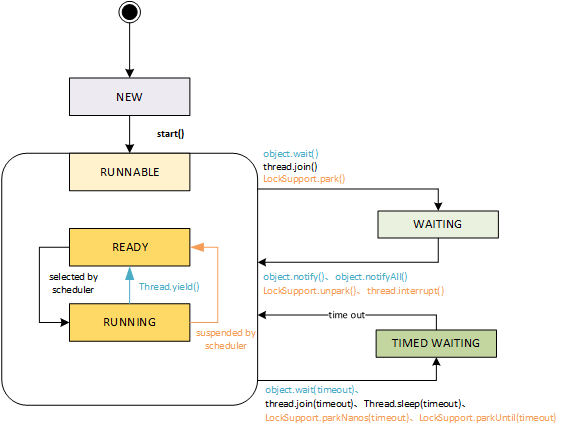 NEW
start()
RUNNABLE
object.wait()
thread.join()
LockSupport.park()
WAITING
READY
selected by
scheduler
Thread.yield()
RUNNING
suspended by
scheduler
object.notify()、object.notifyAll()
LockSupport.unpark()、thread.interrupt()
time out
TIMED WAITING
object.wait(timeout)、
thread.join(timeout)、Thread.sleep(timeout)、
LockSupport.parkNanos(timeout)、LockSupport.parkUntil(timeout)